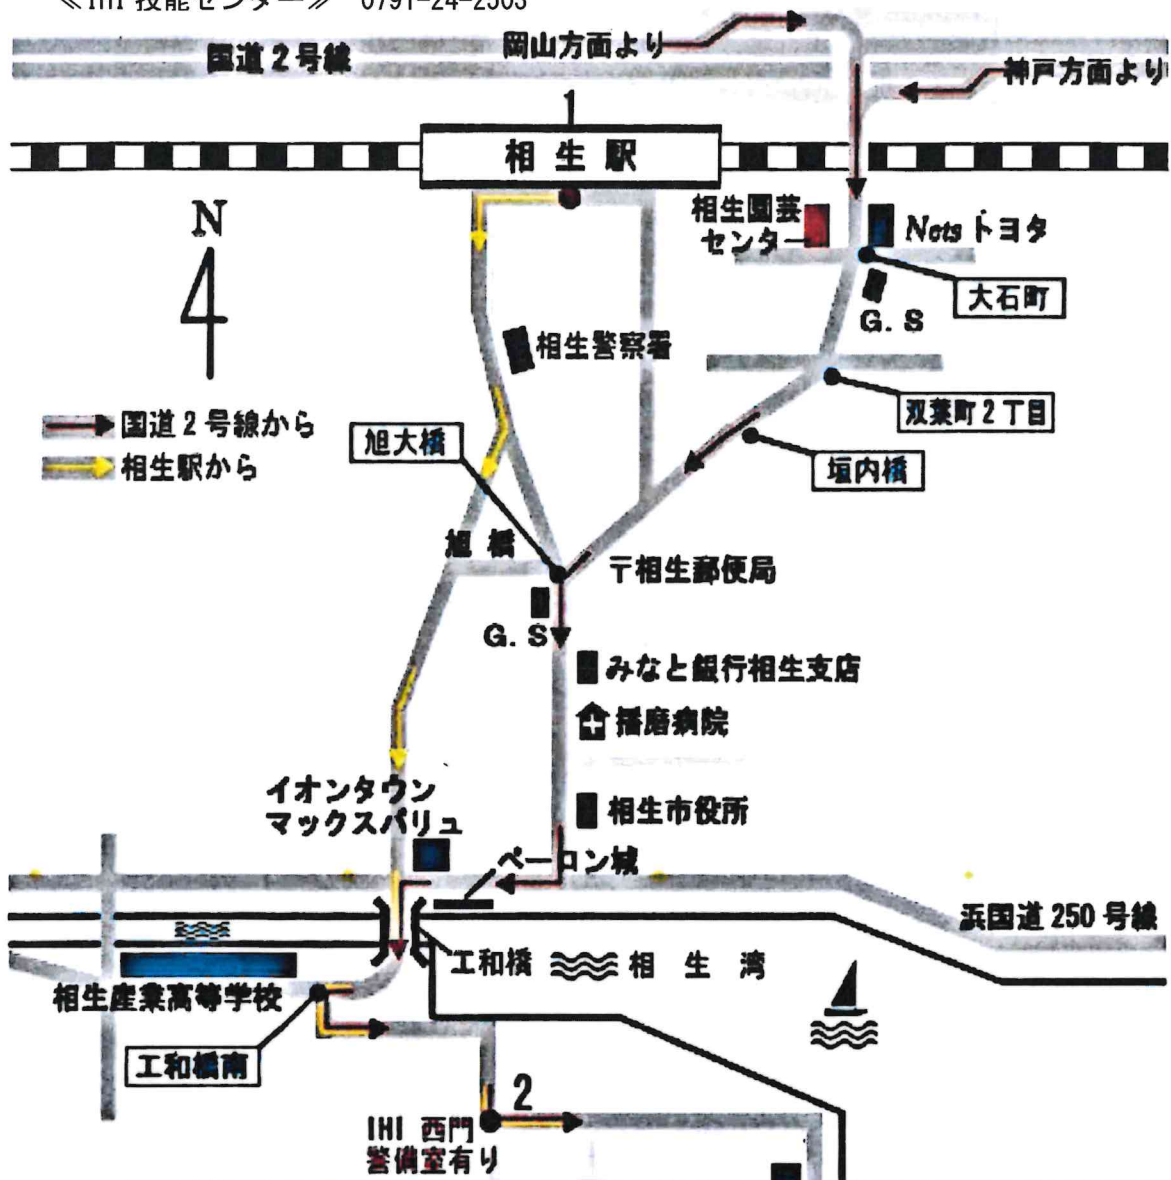 ≪IHI 技能センター≫ 0791-24-2503
岡山方面より
国道2号線
神戸方面より
1
相生駅
N
相生園芸
センター
Nets トヨタ
大石町
G.S
相生警察署
双葉町2丁目
国道2号線から
旭大橋
相生駅から
垣内橋
旭橋
〒相生郵便局
G.S
みなと銀行相生支店
播磨病院
イオンタウン
マックスバリュ
相生市役所
ペーロン城
浜国道250号線
工和橋
相生湾
相生産業高等学校
工和橋南
2
IHI 西門
警備室有り